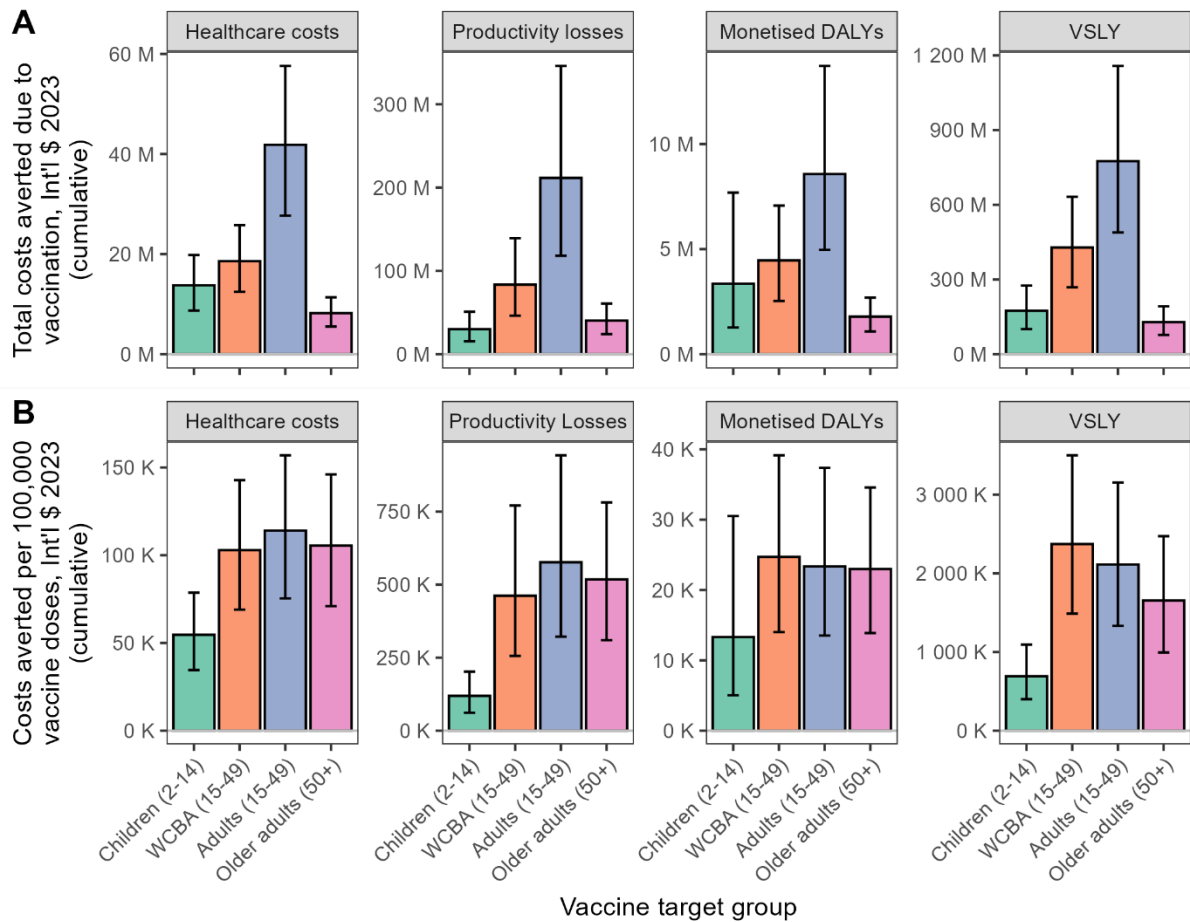 A
Healthcare costs
Productivity losses
Monetised DALYs
VSLY
Total costs averted due to
vaccination, Int'l $ 2023
(cumulative)
60 M
40 M
20 M
0 M
300 M
200 M
100 M
0 M
10 M
5 M
0 M
1 200 M
900 M
600 M
300 M
0 M
B
Healthcare costs
Productivity Losses
Monetised DALYs
VSLY
Costs averted per 100,000
vaccine doses, Int'l $ 2023
(cumulative)
150 K
100 K
50 K
0 K
750 K
500 K
250 K
0 K
40 K
30 K
20 K
10 K
0 K
3 000 K
2 000 K
1 000 K
0 K
Children (2-14)
WCBA (15-49)
Adults (15-49)
Older adults (50+)
Children (2-14)
WCBA (15-49)
Adults (15-49)
Older adults (50+)
Children (2-14)
WCBA (15-49)
Adults (15-49)
Older adults (50+)
Children (2-14)
WCBA (15-49)
Adults (15-49)
Older adults (50+)
Vaccine target group